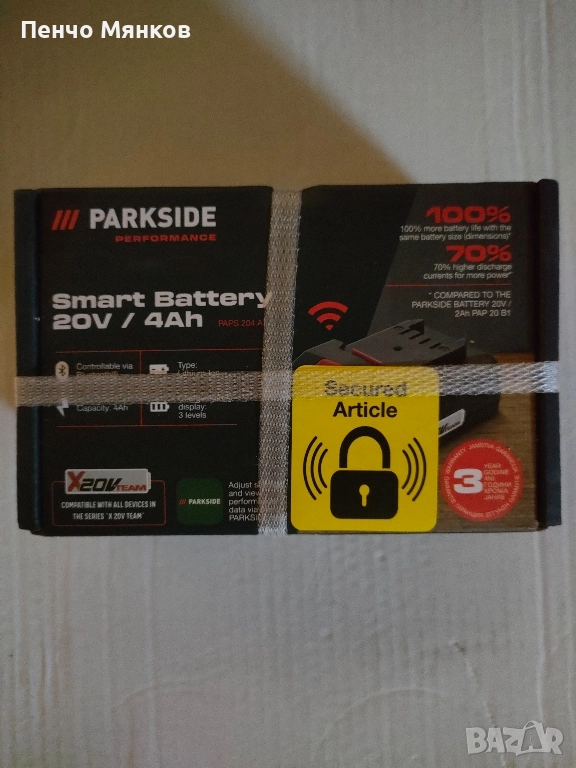 Пенчо Мянков
/// PARKSIDE
PERFORMANCE
Smart Battery
20V / 4Ah
PAPS 204 A
100%
100% more battery life with the
same battery size (dimensions)*
70%
70% higher discharge
currents for more power*
* COMPARED TO THE
PARKSIDE BATTERY 20V /
2Ah PAP 20 B1
Controllable via
Type:
Capacity: 4Ah
display:
3 levels
Secured
Article
X20V TEAM
COMPATIBLE WITH ALL DEVICES IN
THE SERIES "X 20V TEAM"
/// PARKSIDE
Adjust
and view
data via
3
YEAR
BAZAR